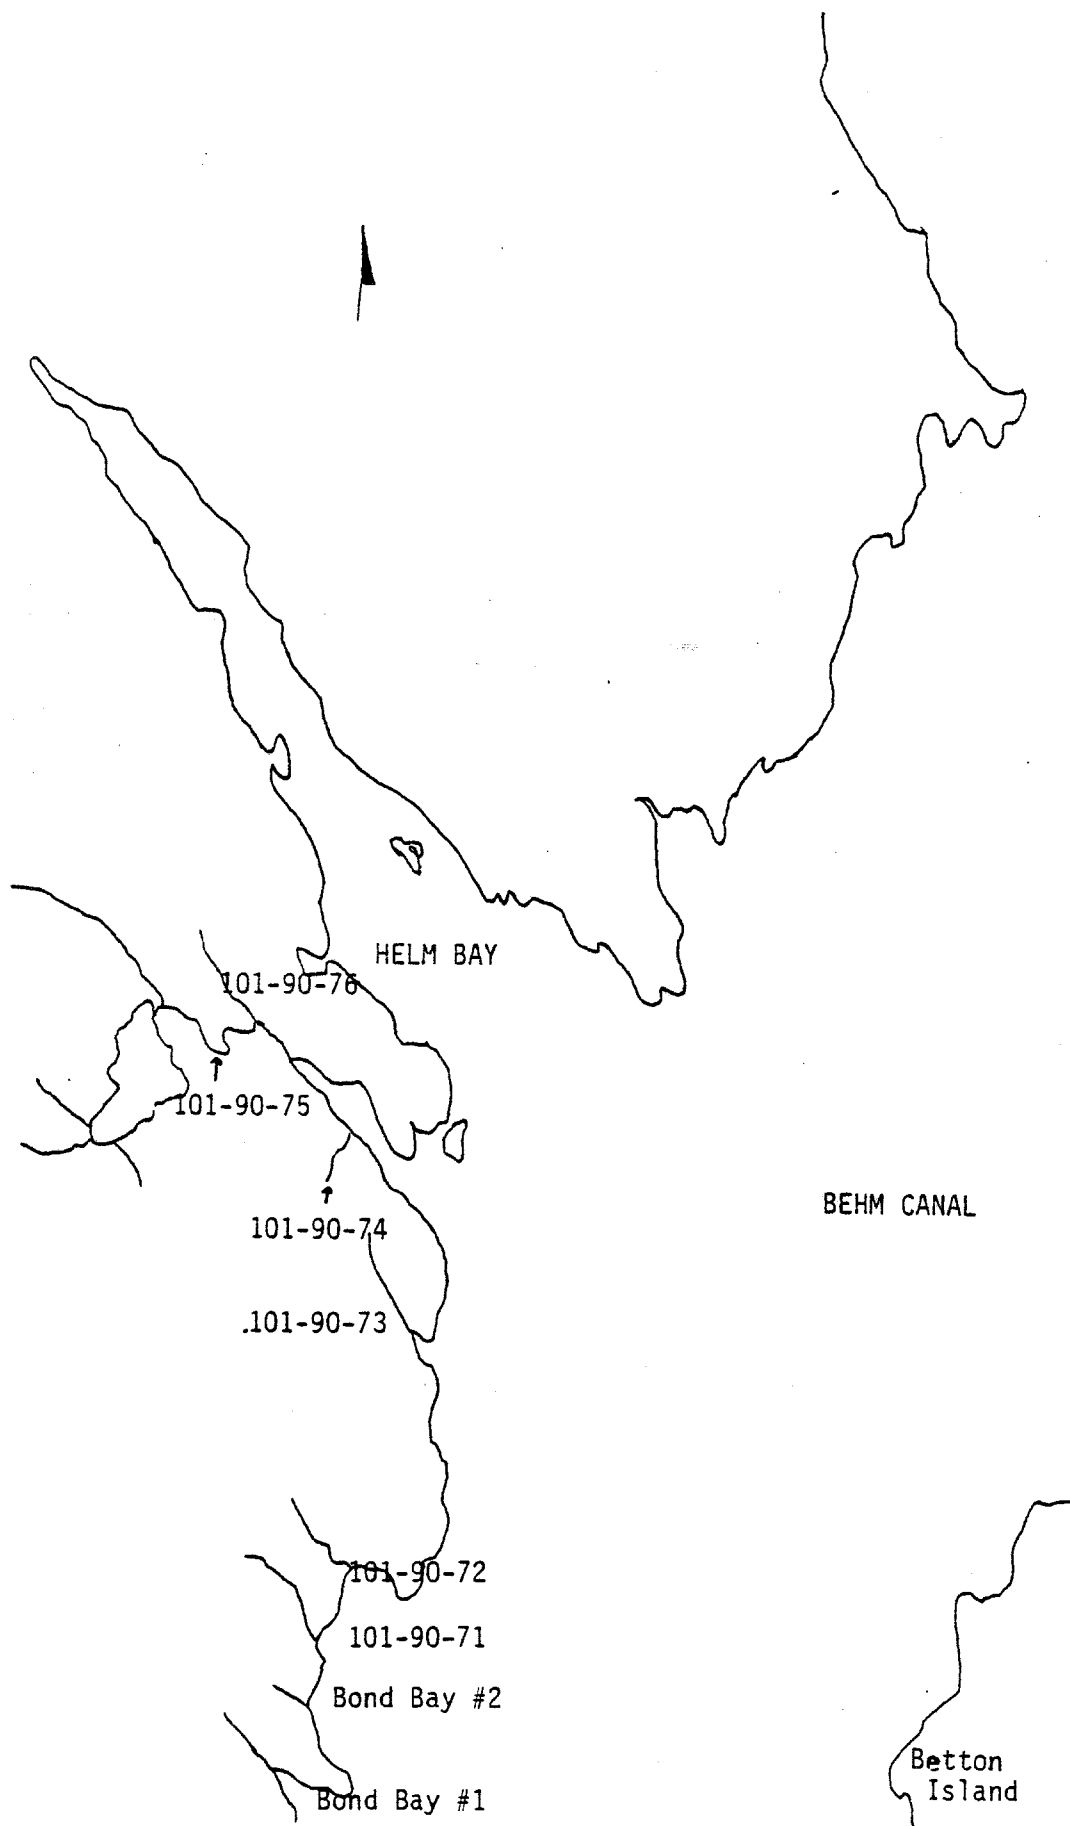 HELM BAY
101-90-76
101-90-75
BEHM CANAL
101-90-74
.101-90-73
101-90-72
101-90-71
Bond Bay #2
Betton
Island
Bond Bay #1